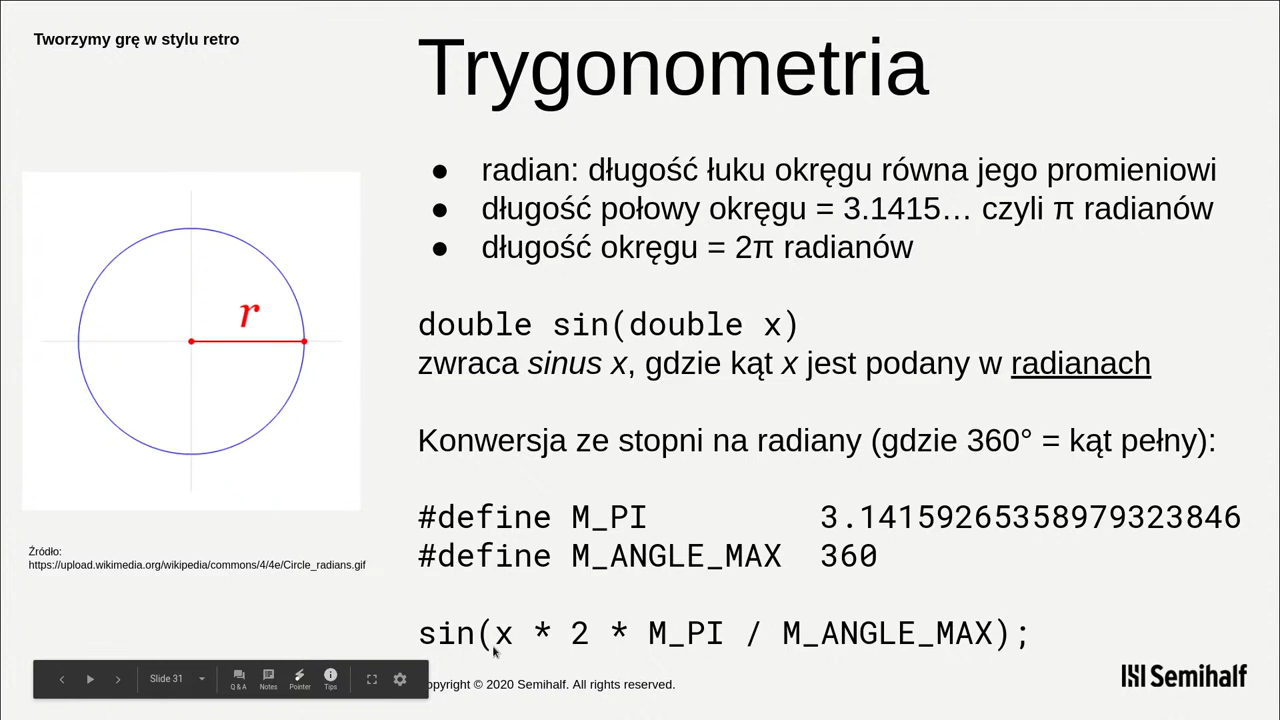 Tworzymy grę w stylu retro
Trygonometria
● radian: długość łuku okręgu równa jego promieniowi
● długość połowy okręgu = 3.1415… czyli π radianów
● długość okręgu = 2π radianów
r
double sin(double x)
zwraca sinus x, gdzie kąt x jest podany w radianach
Konwersja ze stopni na radiany (gdzie 360° = kąt pełny):
#define M_PI 3.14159265358979323846
#define M_ANGLE_MAX 360
Źródło:
https://upload.wikimedia.org/wikipedia/commons/4/4e/Circle_radians.gif
sin(x * 2 * M_PI / M_ANGLE_MAX);
Slide 31
Q & A
Notes
Pointer
Tips
opyright © 2020 Semihalf. All rights reserved.
Semihalf